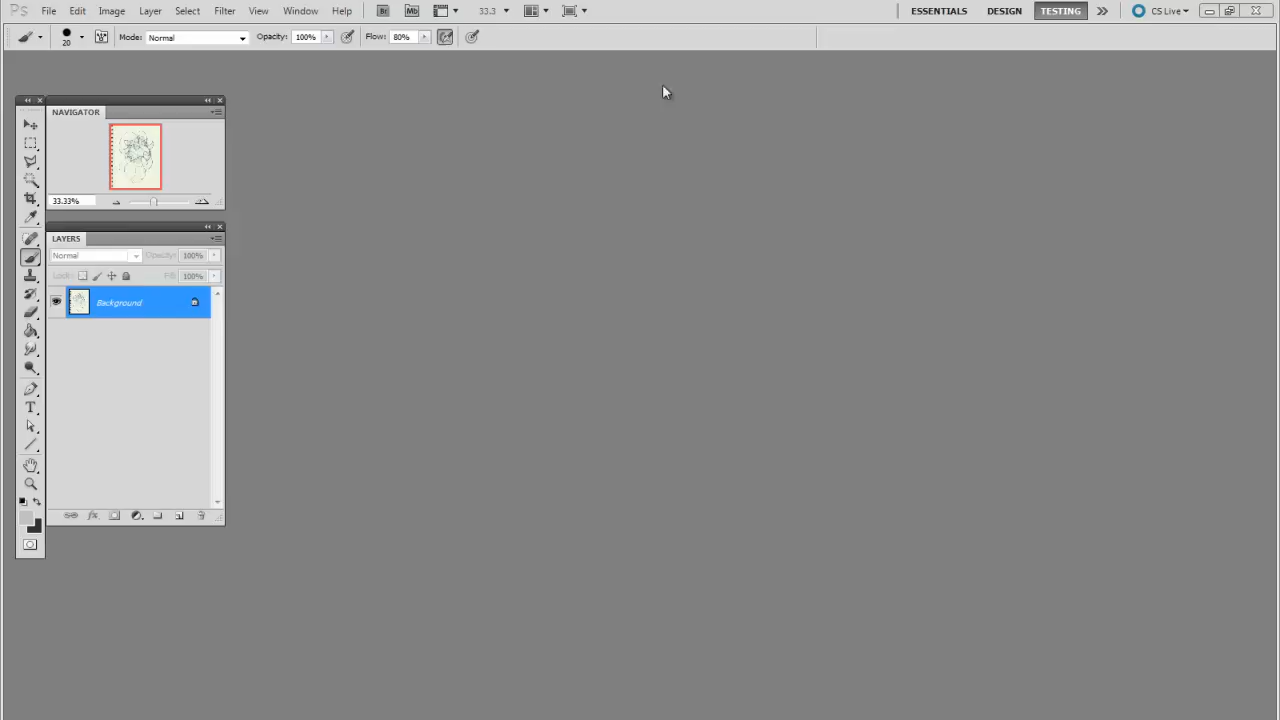 Ps File Edit Image Layer Select Filter View Window Help Br Mb 33.3 ESSENTIALS DESIGN TESTING CS Live
20 Mode: Normal Opacity: 100% Flow: 80%
NAVIGATOR
33.33%
LAYERS
Normal Opacity: 100%
Lock: Fill: 100%
Background
T
fx